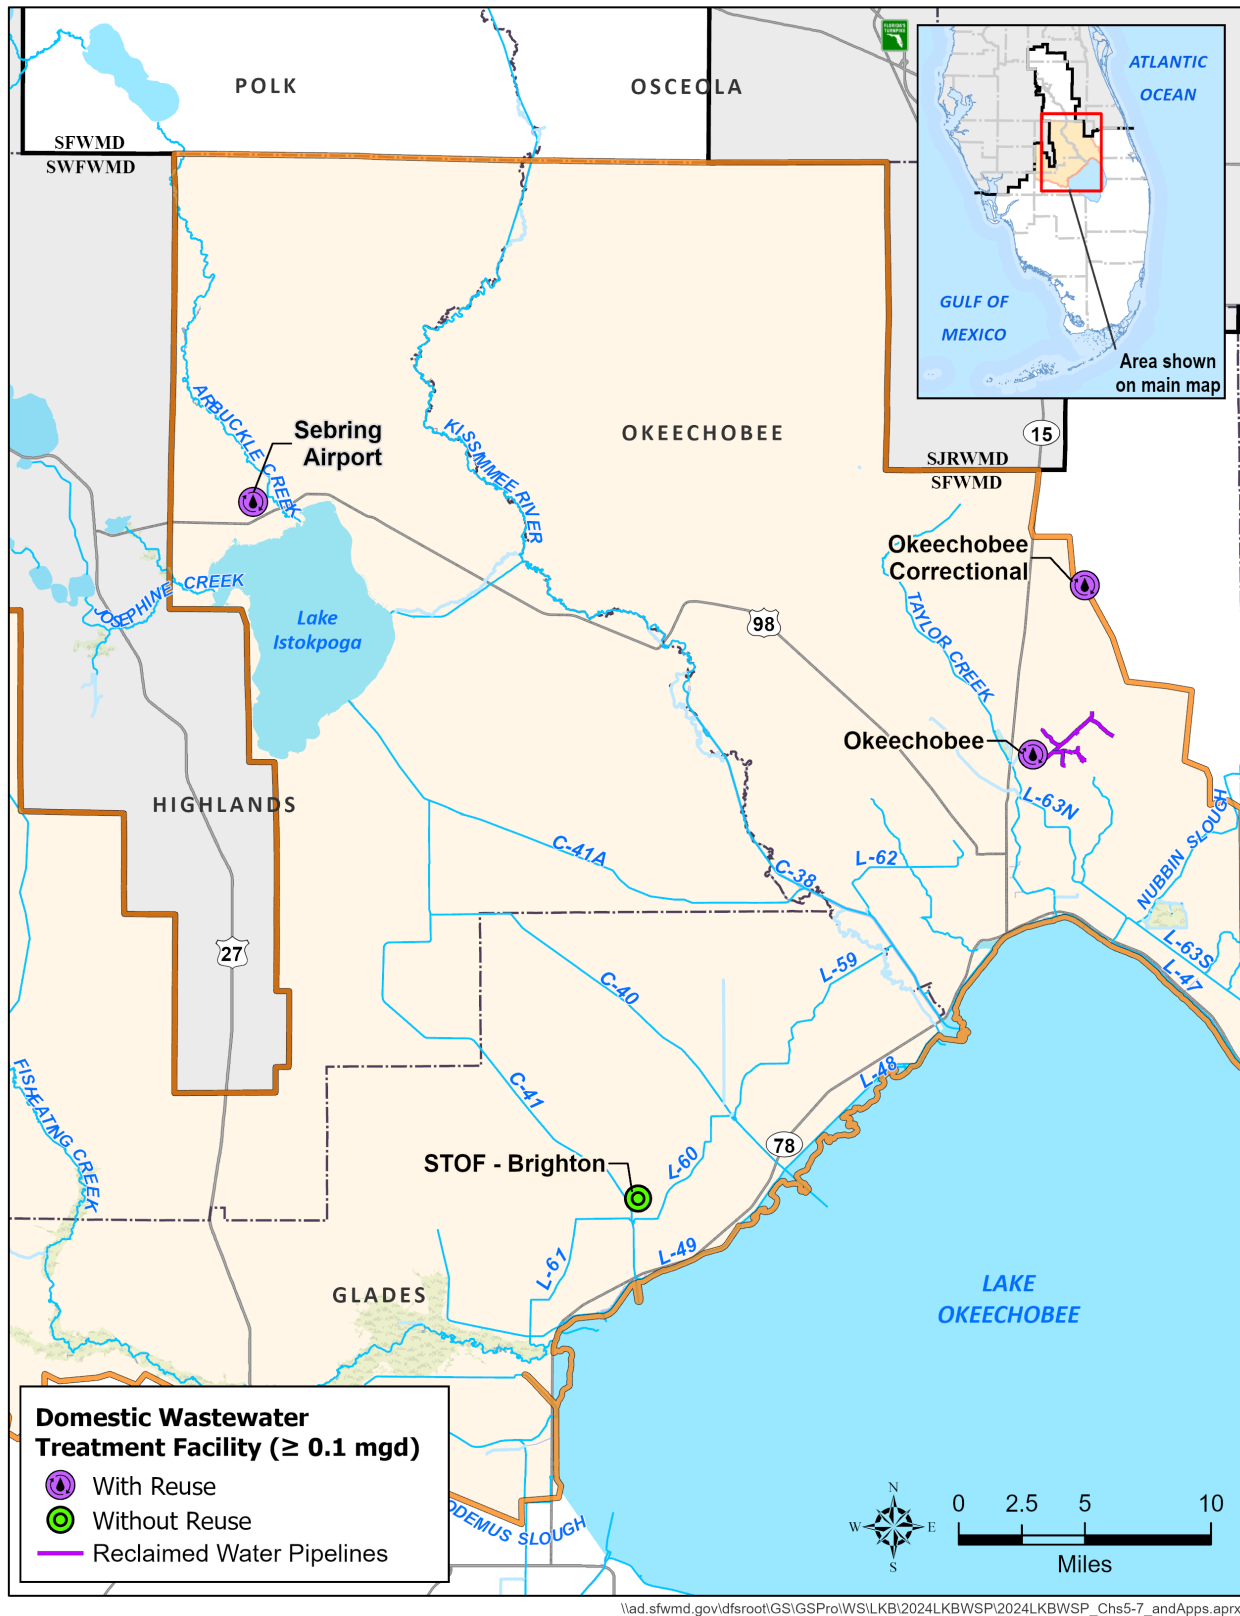 POLK
OSCEOLA
FLORIDA'S
TURNPIKE
SFWMD
SWFWMD
ATLANTIC
OCEAN
GULF OF
MEXICO
Area shown
on main map
ARBUCKLE CREEK
Sebring
Airport
KISSIMMEE RIVER
OKEECHOBEE
15
SJRWMD
SFWMD
Okeechobee
Correctional
JOSEPHINE CREEK
Lake
Istokpoga
98
TAYLOR CREEK
Okeechobee
HIGHLANDS
L-63N
NUBBIN SLOUGH
C-41A
C-38
L-62
27
C-40
L-59
L-63S
L-47
FISHEATING CREEK
C-41
L-48
78
STOF - Brighton
L-60
L-61
L-49
GLADES
LAKE
OKEECHOBEE
Domestic Wastewater
Treatment Facility (≥ 0.1 mgd)
With Reuse
Without Reuse
Reclaimed Water Pipelines
ODEMUS SLOUGH
N
W E
S
0 2.5 5 10
Miles
\\ad.sfwmd.gov\dfsroot\GS\GSPro\WS\LKB\2024LKBWSP\2024LKBWSP_Chs5-7_andApps.aprx